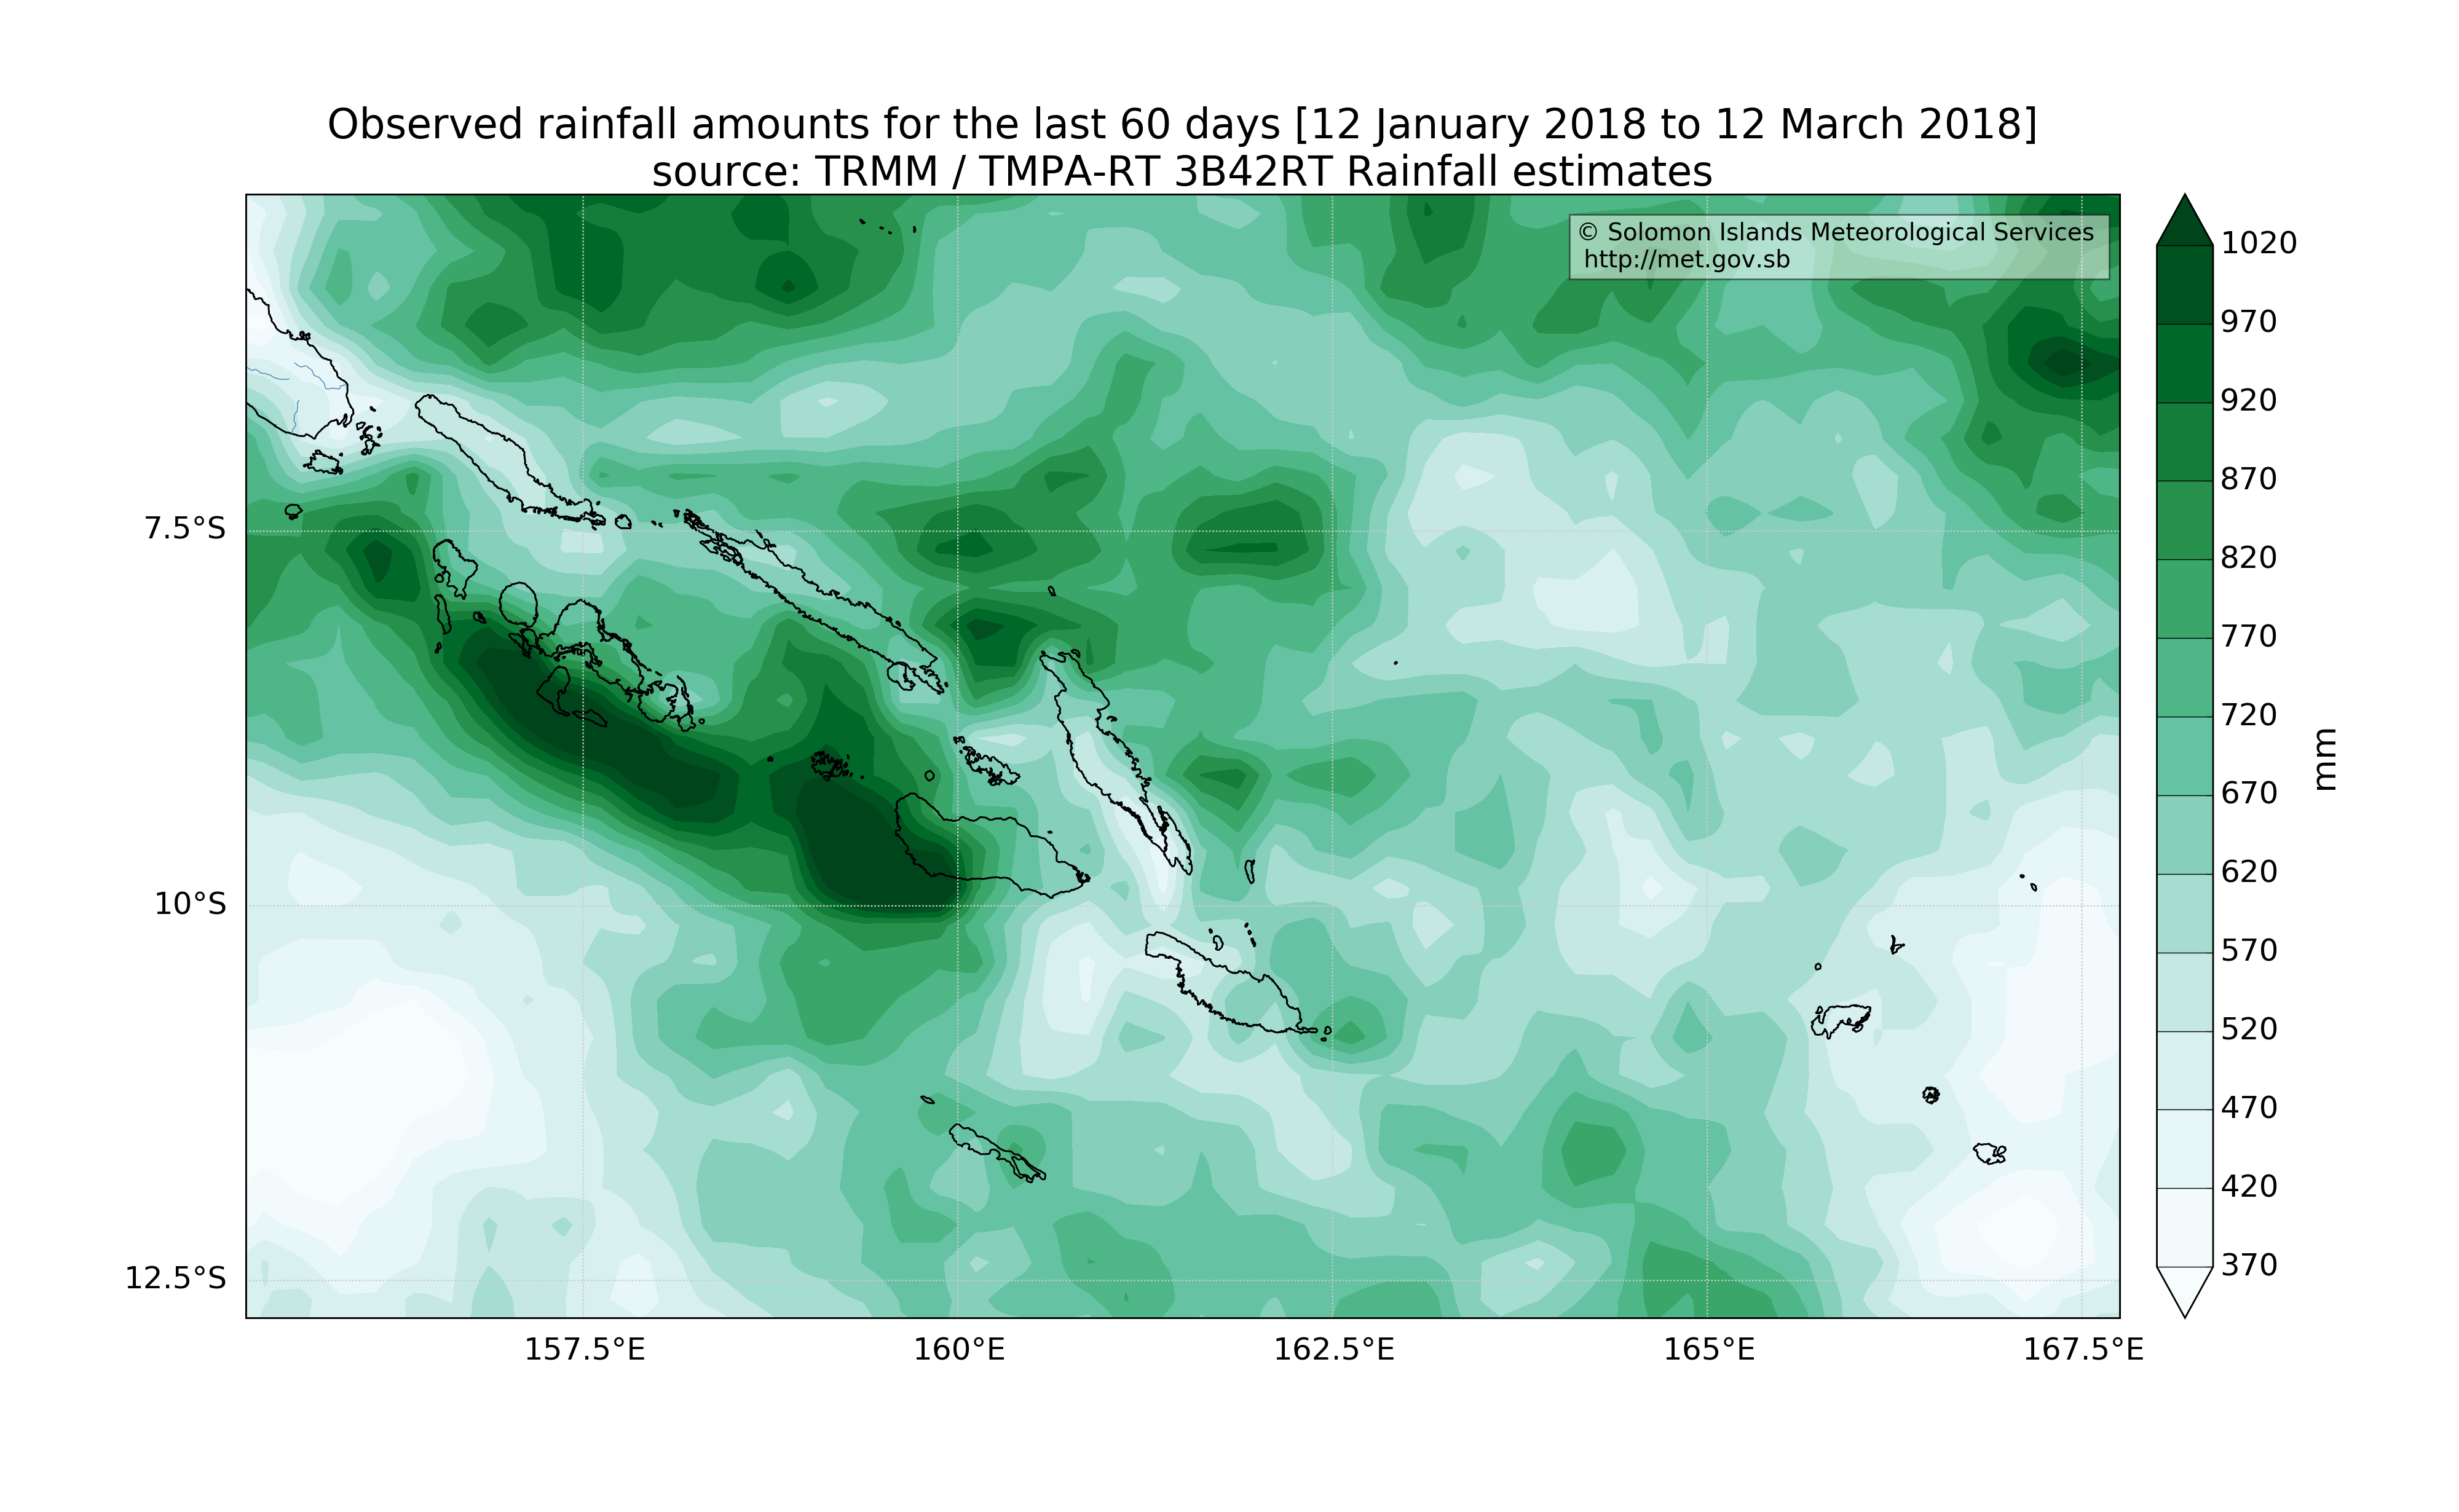 Observed rainfall amounts for the last 60 days [12 January 2018 to 12 March 2018]
source: TRMM / TMPA-RT 3B42RT Rainfall estimates
© Solomon Islands Meteorological Services
http://met.gov.sb
7.5°S
10°S
12.5°S
157.5°E
160°E
162.5°E
165°E
167.5°E
1020
970
920
870
820
770
720
670
620
570
520
470
420
370
mm